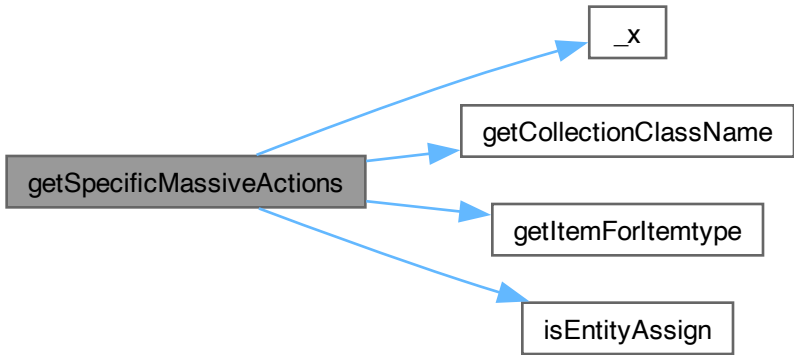 _x
getCollectionClassName
getSpecificMassiveActions
getItemForItemtype
isEntityAssign